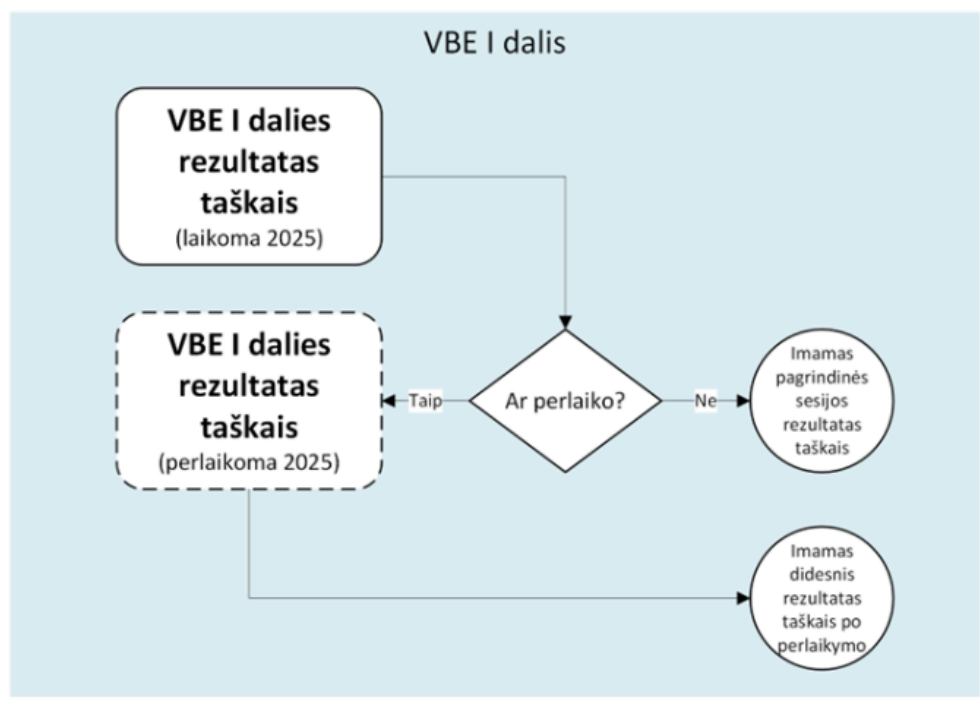 VBE I dalis
VBE I dalies
rezultatas
taškais
(laikoma 2025)
VBE I dalies
rezultatas
taškais
(perlaikoma 2025)
Taip
Ar perlaiko?
Ne
Imamas
pagrindinės
sesijos
rezultatas
taškais
Imamas
didesnis
rezultatas
taškais po
perlaikymo